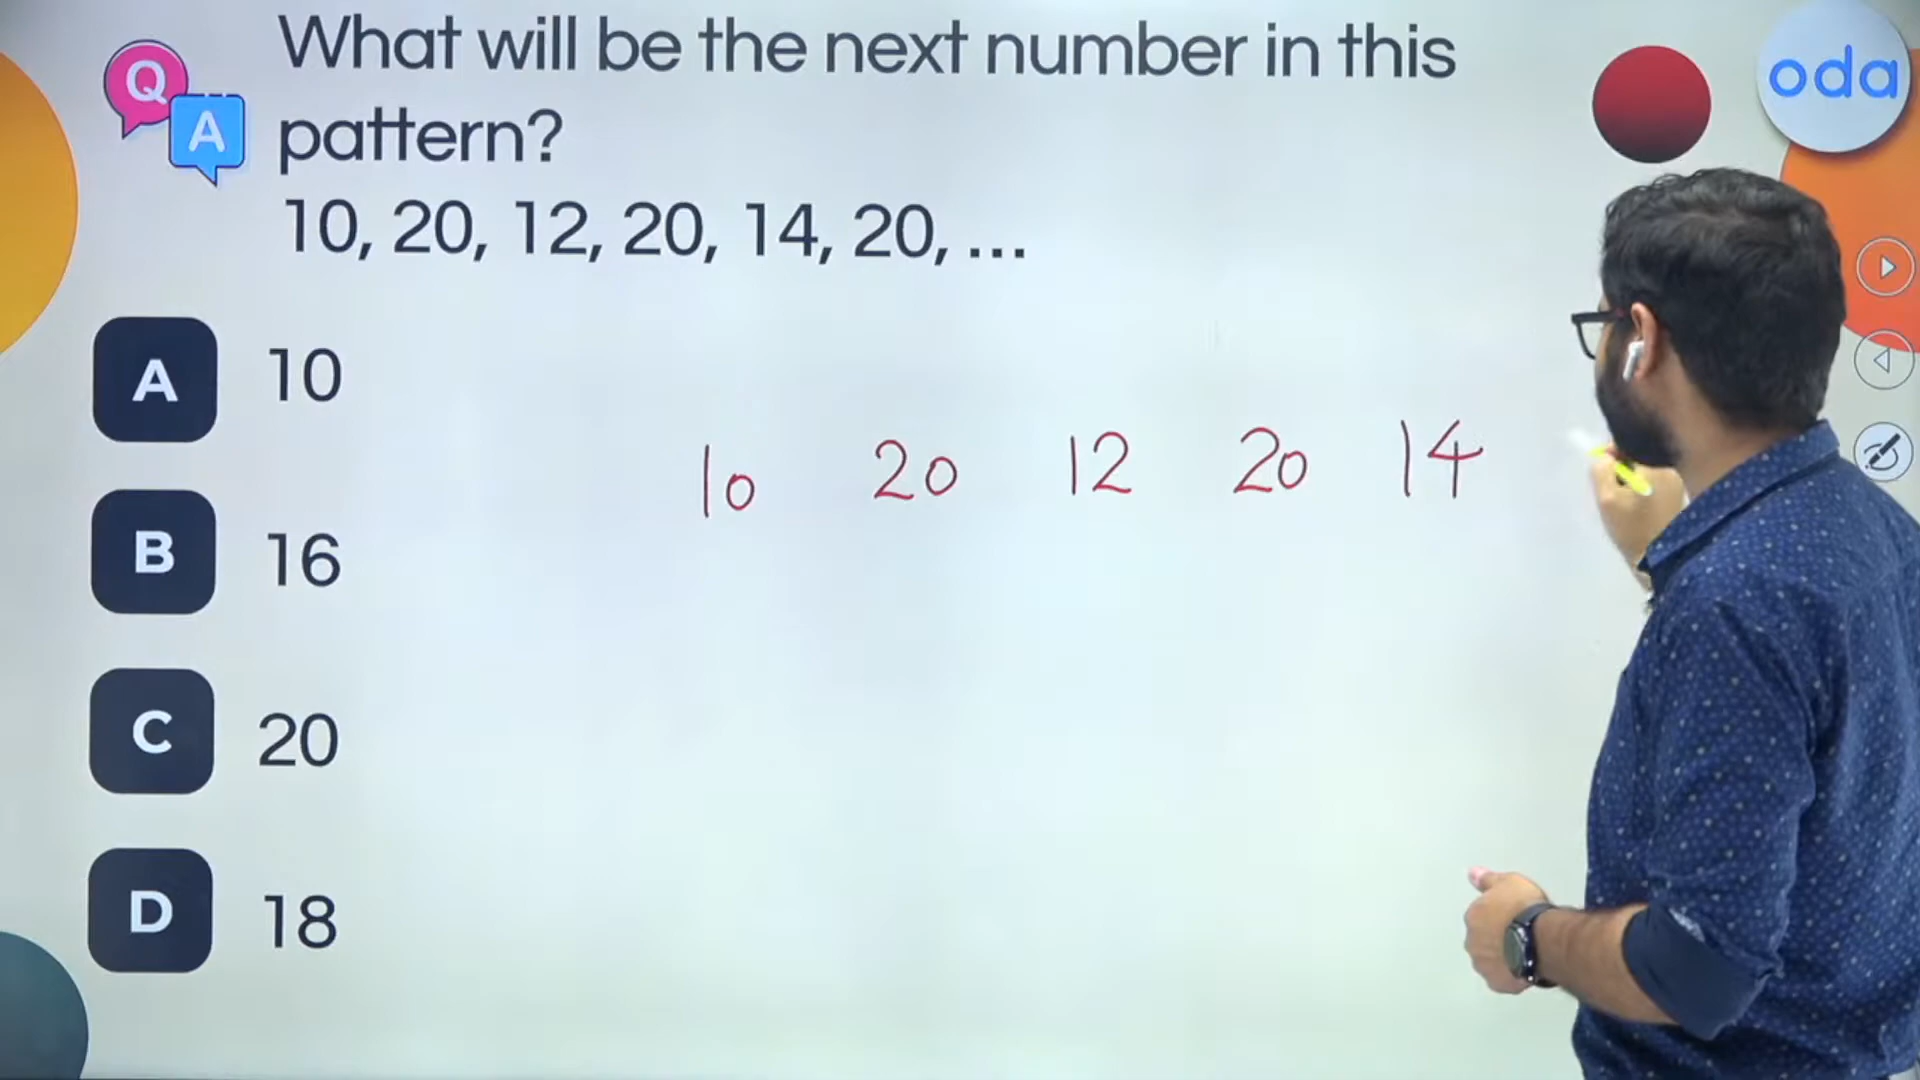 What will be the next number in this
pattern?
10, 20, 12, 20, 14, 20, ...
Q
A
oda
A 10
B 16
C 20
D 18
10 20 12 20 14